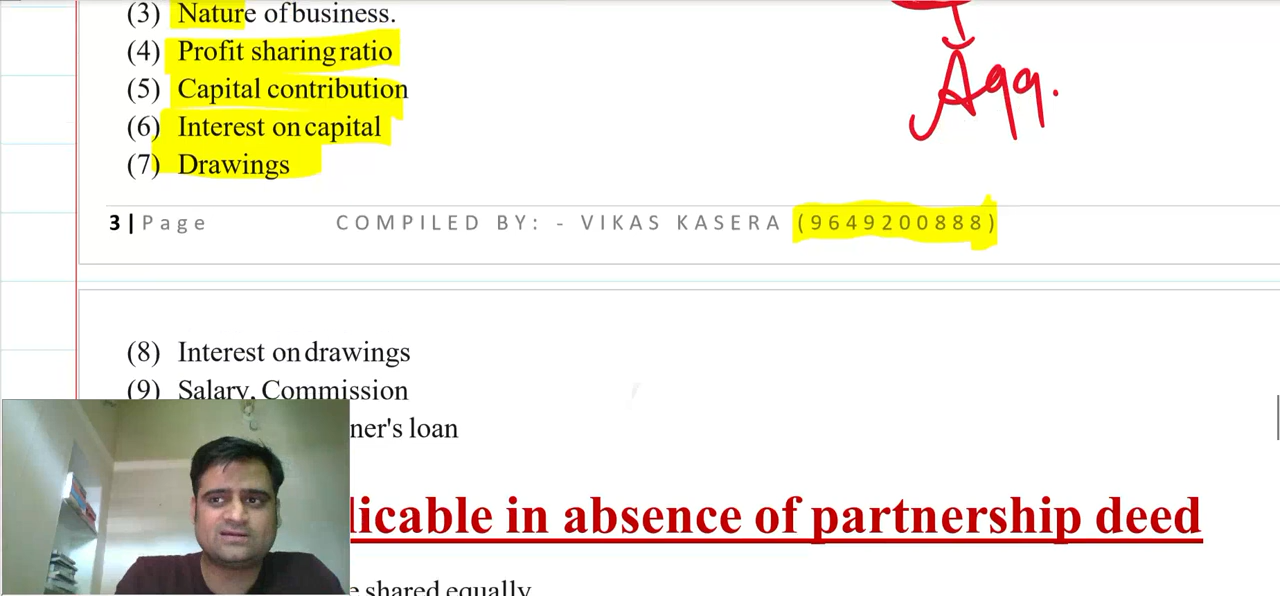 (3) Nature of business.
(4) Profit sharing ratio
(5) Capital contribution
(6) Interest on capital
(7) Drawings
Agg.
3 | Page COMPILED BY: - VIKAS KASERA (9649200888)
(8) Interest on drawings
(9) Salary, Commission
ner's loan
licable in absence of partnership deed
e shared equally